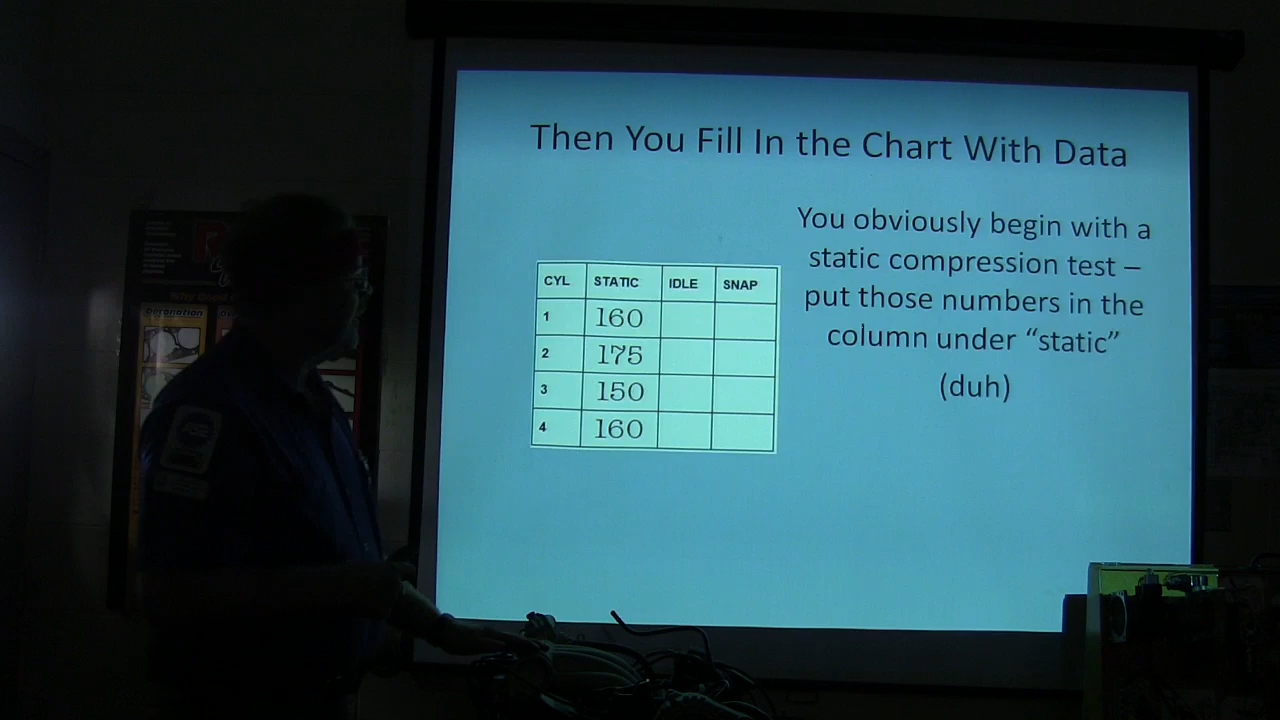 Then You Fill In the Chart With Data
You obviously begin with a
static compression test –
put those numbers in the
column under “static”
(duh)
CYL STATIC IDLE SNAP
1 160
2 175
3 150
4 160
Detonation